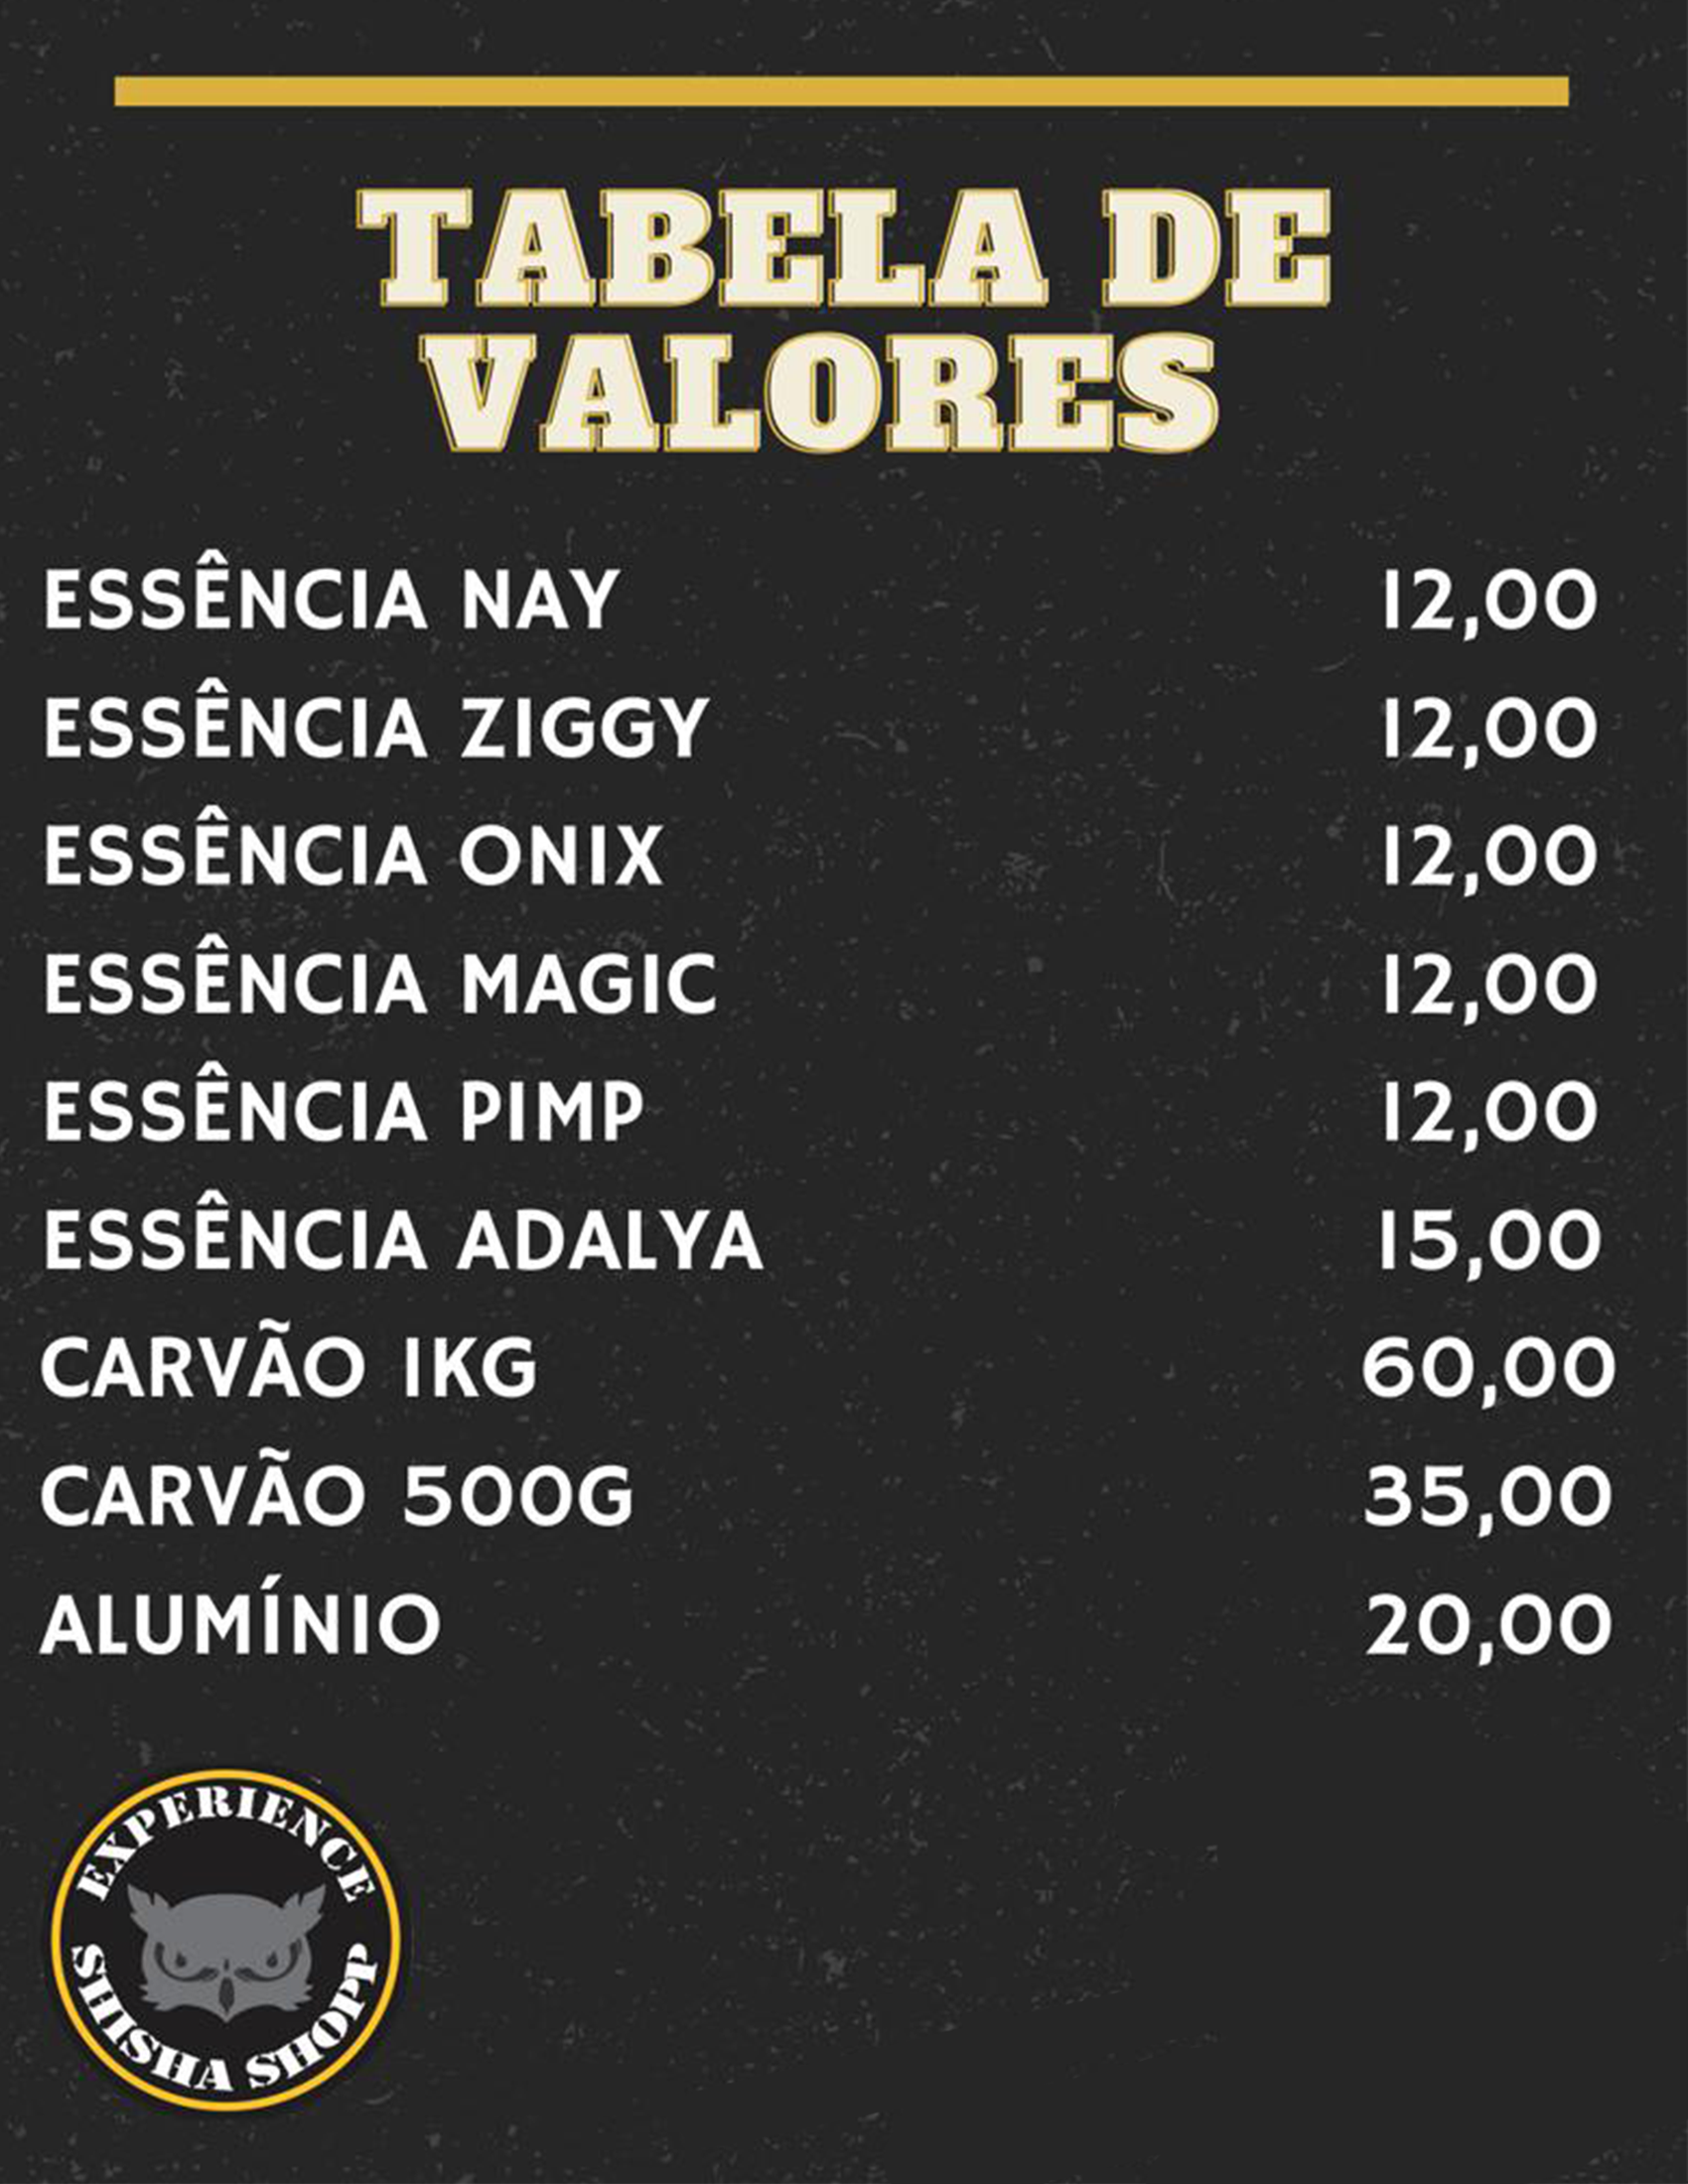 TABELA DE
VALORES
ESSÊNCIA NAY 12,00
ESSÊNCIA ZIGGY 12,00
ESSÊNCIA ONIX 12,00
ESSÊNCIA MAGIC 12,00
ESSÊNCIA PIMP 12,00
ESSÊNCIA ADALYA 15,00
CARVÃO 1KG 60,00
CARVÃO 500G 35,00
ALUMÍNIO 20,00
EXPERIENCE
SHISHA SHOPP